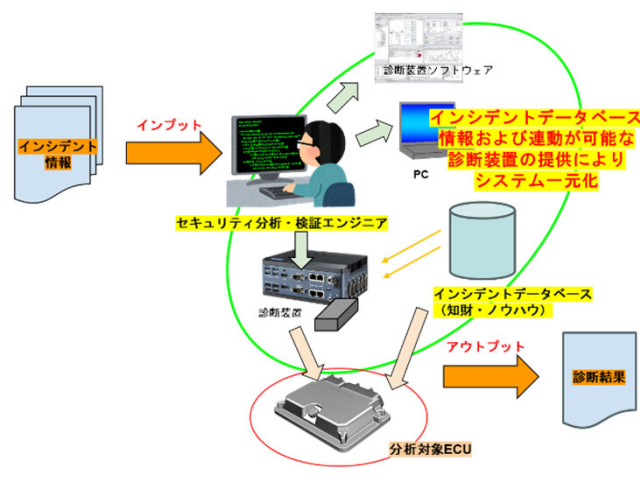 診断装置ソフトウェア
インプット
インシデント
情報
インシデントデータベース
情報および連動が可能な
診断装置の提供により
システム一元化
PC
セキュリティ分析・検証エンジニア
診断装置
インシデントデータベース
（知財・ノウハウ）
アウトプット
診断結果
分析対象ECU